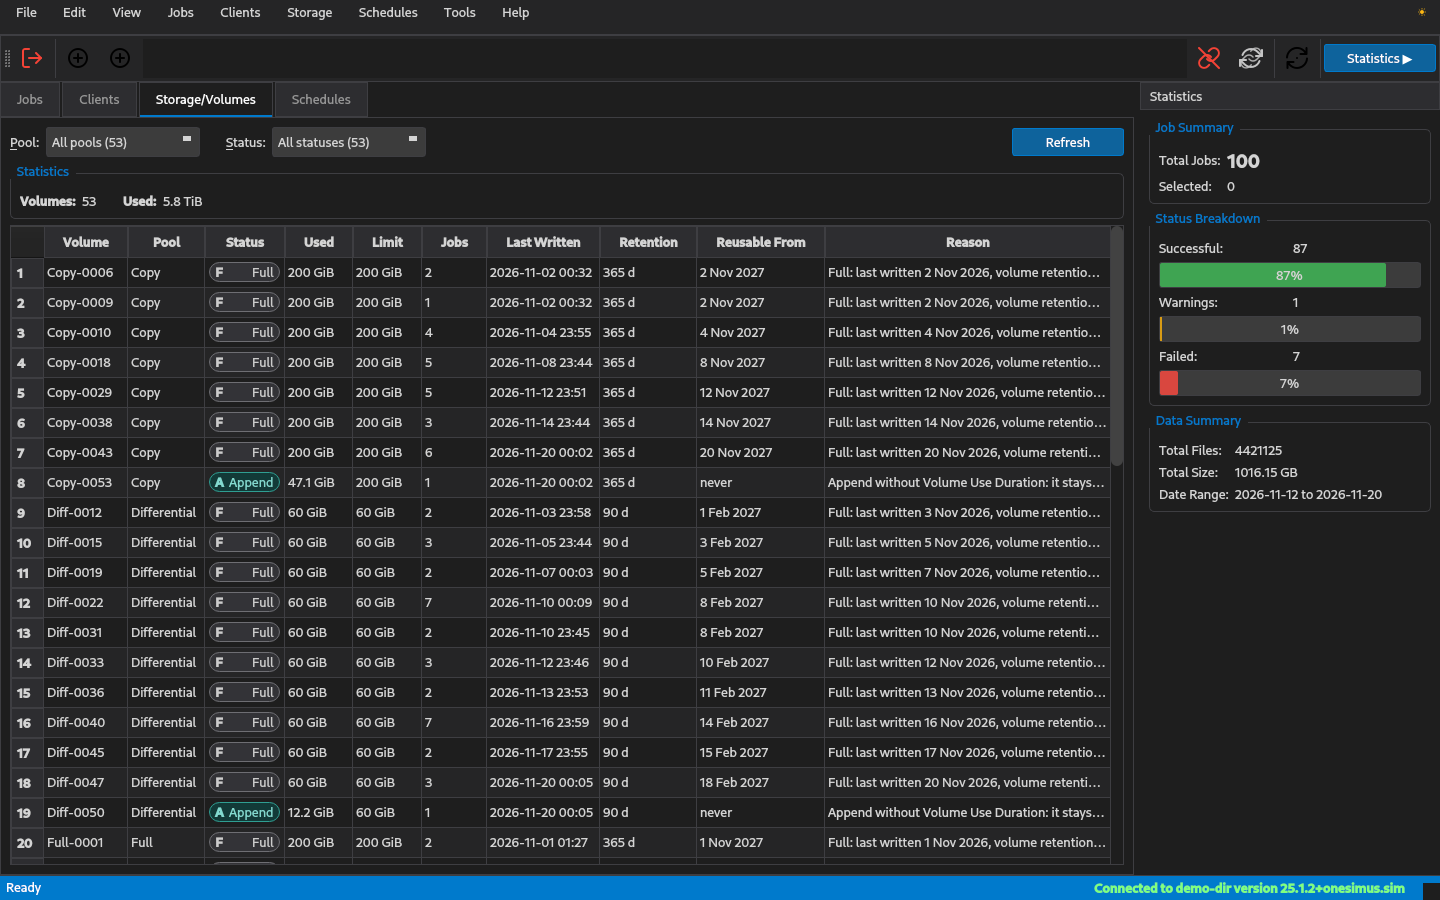 File Edit View Jobs Clients Storage Schedules Tools Help
Statistics ▶
Jobs Clients Storage/Volumes Schedules
Pool: All pools (53) Status: All statuses (53) Refresh
Statistics
Volumes: 53 Used: 5.8 TiB
Volume Pool Status Used Limit Jobs Last Written Retention Reusable From Reason
1 Copy-0006 Copy F Full 200 GiB 200 GiB 2 2026-11-02 00:32 365 d 2 Nov 2027 Full: last written 2 Nov 2026, volume retentio...
2 Copy-0009 Copy F Full 200 GiB 200 GiB 1 2026-11-02 00:32 365 d 2 Nov 2027 Full: last written 2 Nov 2026, volume retentio...
3 Copy-0010 Copy F Full 200 GiB 200 GiB 4 2026-11-04 23:55 365 d 4 Nov 2027 Full: last written 4 Nov 2026, volume retentio...
4 Copy-0018 Copy F Full 200 GiB 200 GiB 5 2026-11-08 23:44 365 d 8 Nov 2027 Full: last written 8 Nov 2026, volume retentio...
5 Copy-0029 Copy F Full 200 GiB 200 GiB 5 2026-11-12 23:51 365 d 12 Nov 2027 Full: last written 12 Nov 2026, volume retentio...
6 Copy-0038 Copy F Full 200 GiB 200 GiB 3 2026-11-14 23:44 365 d 14 Nov 2027 Full: last written 14 Nov 2026, volume retentio...
7 Copy-0043 Copy F Full 200 GiB 200 GiB 6 2026-11-20 00:02 365 d 20 Nov 2027 Full: last written 20 Nov 2026, volume retenti...
8 Copy-0053 Copy A Append 47.1 GiB 200 GiB 1 2026-11-20 00:02 365 d never Append without Volume Use Duration: it stays...
9 Diff-0012 Differential F Full 60 GiB 60 GiB 2 2026-11-03 23:58 90 d 1 Feb 2027 Full: last written 3 Nov 2026, volume retentio...
10 Diff-0015 Differential F Full 60 GiB 60 GiB 3 2026-11-05 23:44 90 d 3 Feb 2027 Full: last written 5 Nov 2026, volume retentio...
11 Diff-0019 Differential F Full 60 GiB 60 GiB 2 2026-11-07 00:03 90 d 5 Feb 2027 Full: last written 7 Nov 2026, volume retentio...
12 Diff-0022 Differential F Full 60 GiB 60 GiB 7 2026-11-10 00:09 90 d 8 Feb 2027 Full: last written 10 Nov 2026, volume retenti...
13 Diff-0031 Differential F Full 60 GiB 60 GiB 2 2026-11-10 23:45 90 d 8 Feb 2027 Full: last written 10 Nov 2026, volume retenti...
14 Diff-0033 Differential F Full 60 GiB 60 GiB 3 2026-11-12 23:46 90 d 10 Feb 2027 Full: last written 12 Nov 2026, volume retentio...
15 Diff-0036 Differential F Full 60 GiB 60 GiB 2 2026-11-13 23:53 90 d 11 Feb 2027 Full: last written 13 Nov 2026, volume retentio...
16 Diff-0040 Differential F Full 60 GiB 60 GiB 7 2026-11-16 23:59 90 d 14 Feb 2027 Full: last written 16 Nov 2026, volume retentio...
17 Diff-0045 Differential F Full 60 GiB 60 GiB 2 2026-11-17 23:55 90 d 15 Feb 2027 Full: last written 17 Nov 2026, volume retentio...
18 Diff-0047 Differential F Full 60 GiB 60 GiB 3 2026-11-20 00:05 90 d 18 Feb 2027 Full: last written 20 Nov 2026, volume retenti...
19 Diff-0050 Differential A Append 12.2 GiB 60 GiB 1 2026-11-20 00:05 90 d never Append without Volume Use Duration: it stays...
20 Full-0001 Full F Full 200 GiB 200 GiB 2 2026-11-01 01:27 365 d 1 Nov 2027 Full: last written 1 Nov 2026, volume retention...
Statistics
Job Summary
Total Jobs: 100
Selected: 0
Status Breakdown
Successful: 87
87%
Warnings: 1
1%
Failed: 7
7%
Data Summary
Total Files: 4421125
Total Size: 1016.15 GB
Date Range: 2026-11-12 to 2026-11-20
Ready Connected to demo-dir version 25.1.2+onesimus.sim